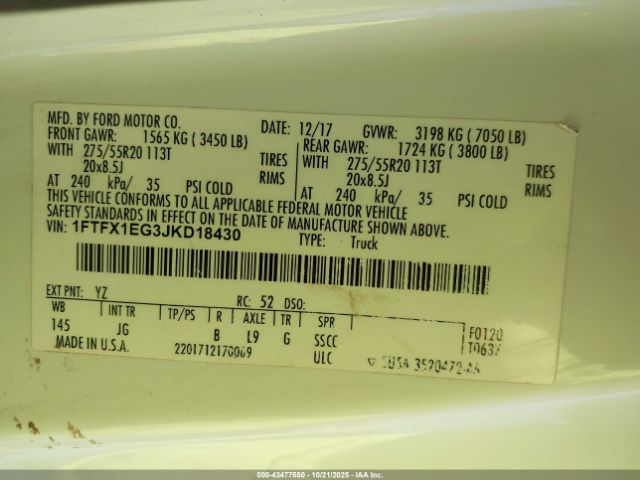 MFD. BY FORD MOTOR CO. DATE: 12/17 GVWR: 3198 KG ( 7050 LB)
FRONT GAWR: 1565 KG ( 3450 LB) REAR GAWR: 1724 KG ( 3800 LB)
WITH 275/55R20 113T TIRES WITH 275/55R20 113T TIRES
20x8.5J RIMS 20x8.5J RIMS
AT 240 kPa/ 35 PSI COLD AT 240 kPa/ 35 PSI COLD
THIS VEHICLE CONFORMS TO ALL APPLICABLE FEDERAL MOTOR VEHICLE
SAFETY STANDARDS IN EFFECT ON THE DATE OF MANUFACTURE SHOWN ABOVE.
VIN: 1FTFX1EG3JKD18430
TYPE: Truck
EXT PNT: YZ RC: 52 DSO:
WB INT TR TP/PS R AXLE TR SPR
145 JG B L9 G SSCC
MADE IN U.S.A. 2201712170069 ULC
F0120
000-43477550 - 10/21/2025 - IAA Inc.